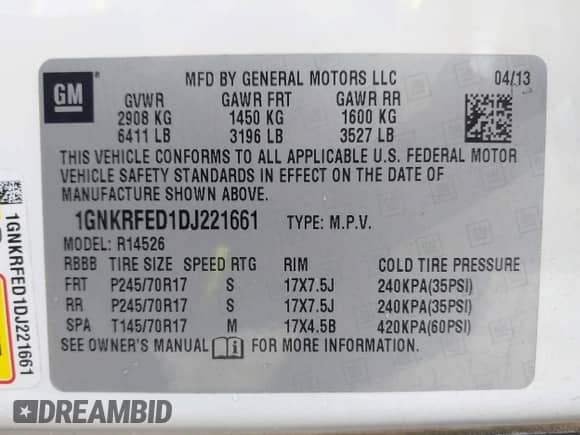 GM
MFD BY GENERAL MOTORS LLC 04/13
GVWR GAWR FRT GAWR RR
2908 KG 1450 KG 1600 KG
6411 LB 3196 LB 3527 LB
THIS VEHICLE CONFORMS TO ALL APPLICABLE U.S. FEDERAL MOTOR
VEHICLE SAFETY STANDARDS IN EFFECT ON THE DATE OF
MANUFACTURE SHOWN ABOVE.
1GNKRFED1DJ221661 TYPE: M.P.V.
MODEL: R14526
RBBB TIRE SIZE SPEED RTG RIM COLD TIRE PRESSURE
FRT P245/70R17 S 17X7.5J 240KPA(35PSI)
RR P245/70R17 S 17X7.5J 240KPA(35PSI)
SPA T145/70R17 M 17X4.5B 420KPA(60PSI)
SEE OWNER'S MANUAL i FOR MORE INFORMATION.
1GNKRFED1DJ221661
DREAMBID